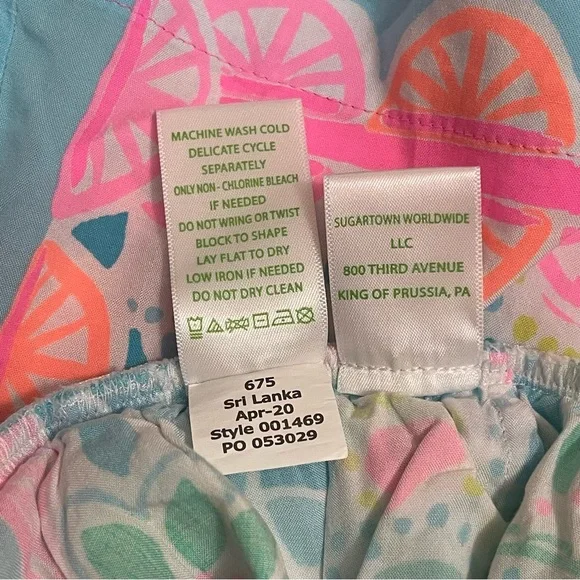 MACHINE WASH COLD
DELICATE CYCLE
SEPARATELY
ONLY NON - CHLORINE BLEACH
IF NEEDED
DO NOT WRING OR TWIST
BLOCK TO SHAPE
LAY FLAT TO DRY
LOW IRON IF NEEDED
DO NOT DRY CLEAN
675
Sri Lanka
Apr-20
Style 001469
PO 053029
SUGARTOWN WORLDWIDE
LLC
800 THIRD AVENUE
KING OF PRUSSIA, PA